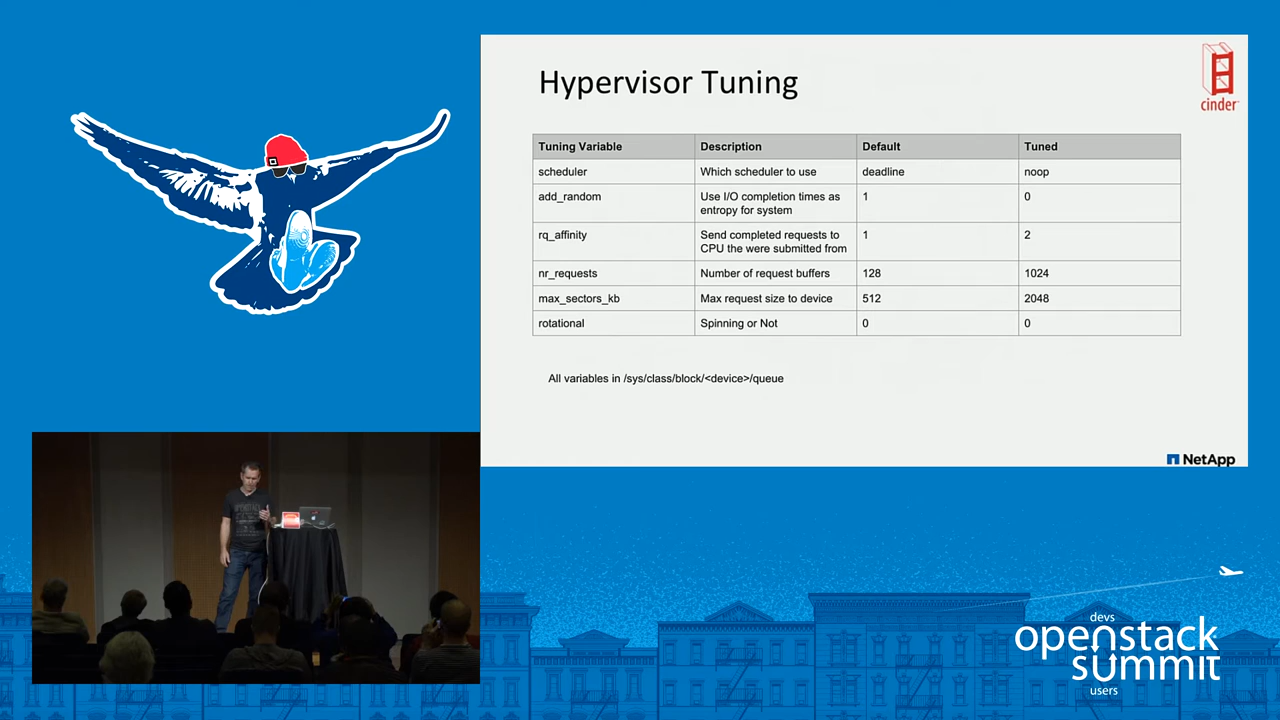 Hypervisor Tuning
cinder
Tuning Variable Description Default Tuned
scheduler Which scheduler to use deadline noop
add_random Use I/O completion times as entropy for system 1 0
rq_affinity Send completed requests to CPU the were submitted from 1 2
nr_requests Number of request buffers 128 1024
max_sectors_kb Max request size to device 512 2048
rotational Spinning or Not 0 0
All variables in /sys/class/block/<device>/queue
NetApp
devs
openstack
summit
users